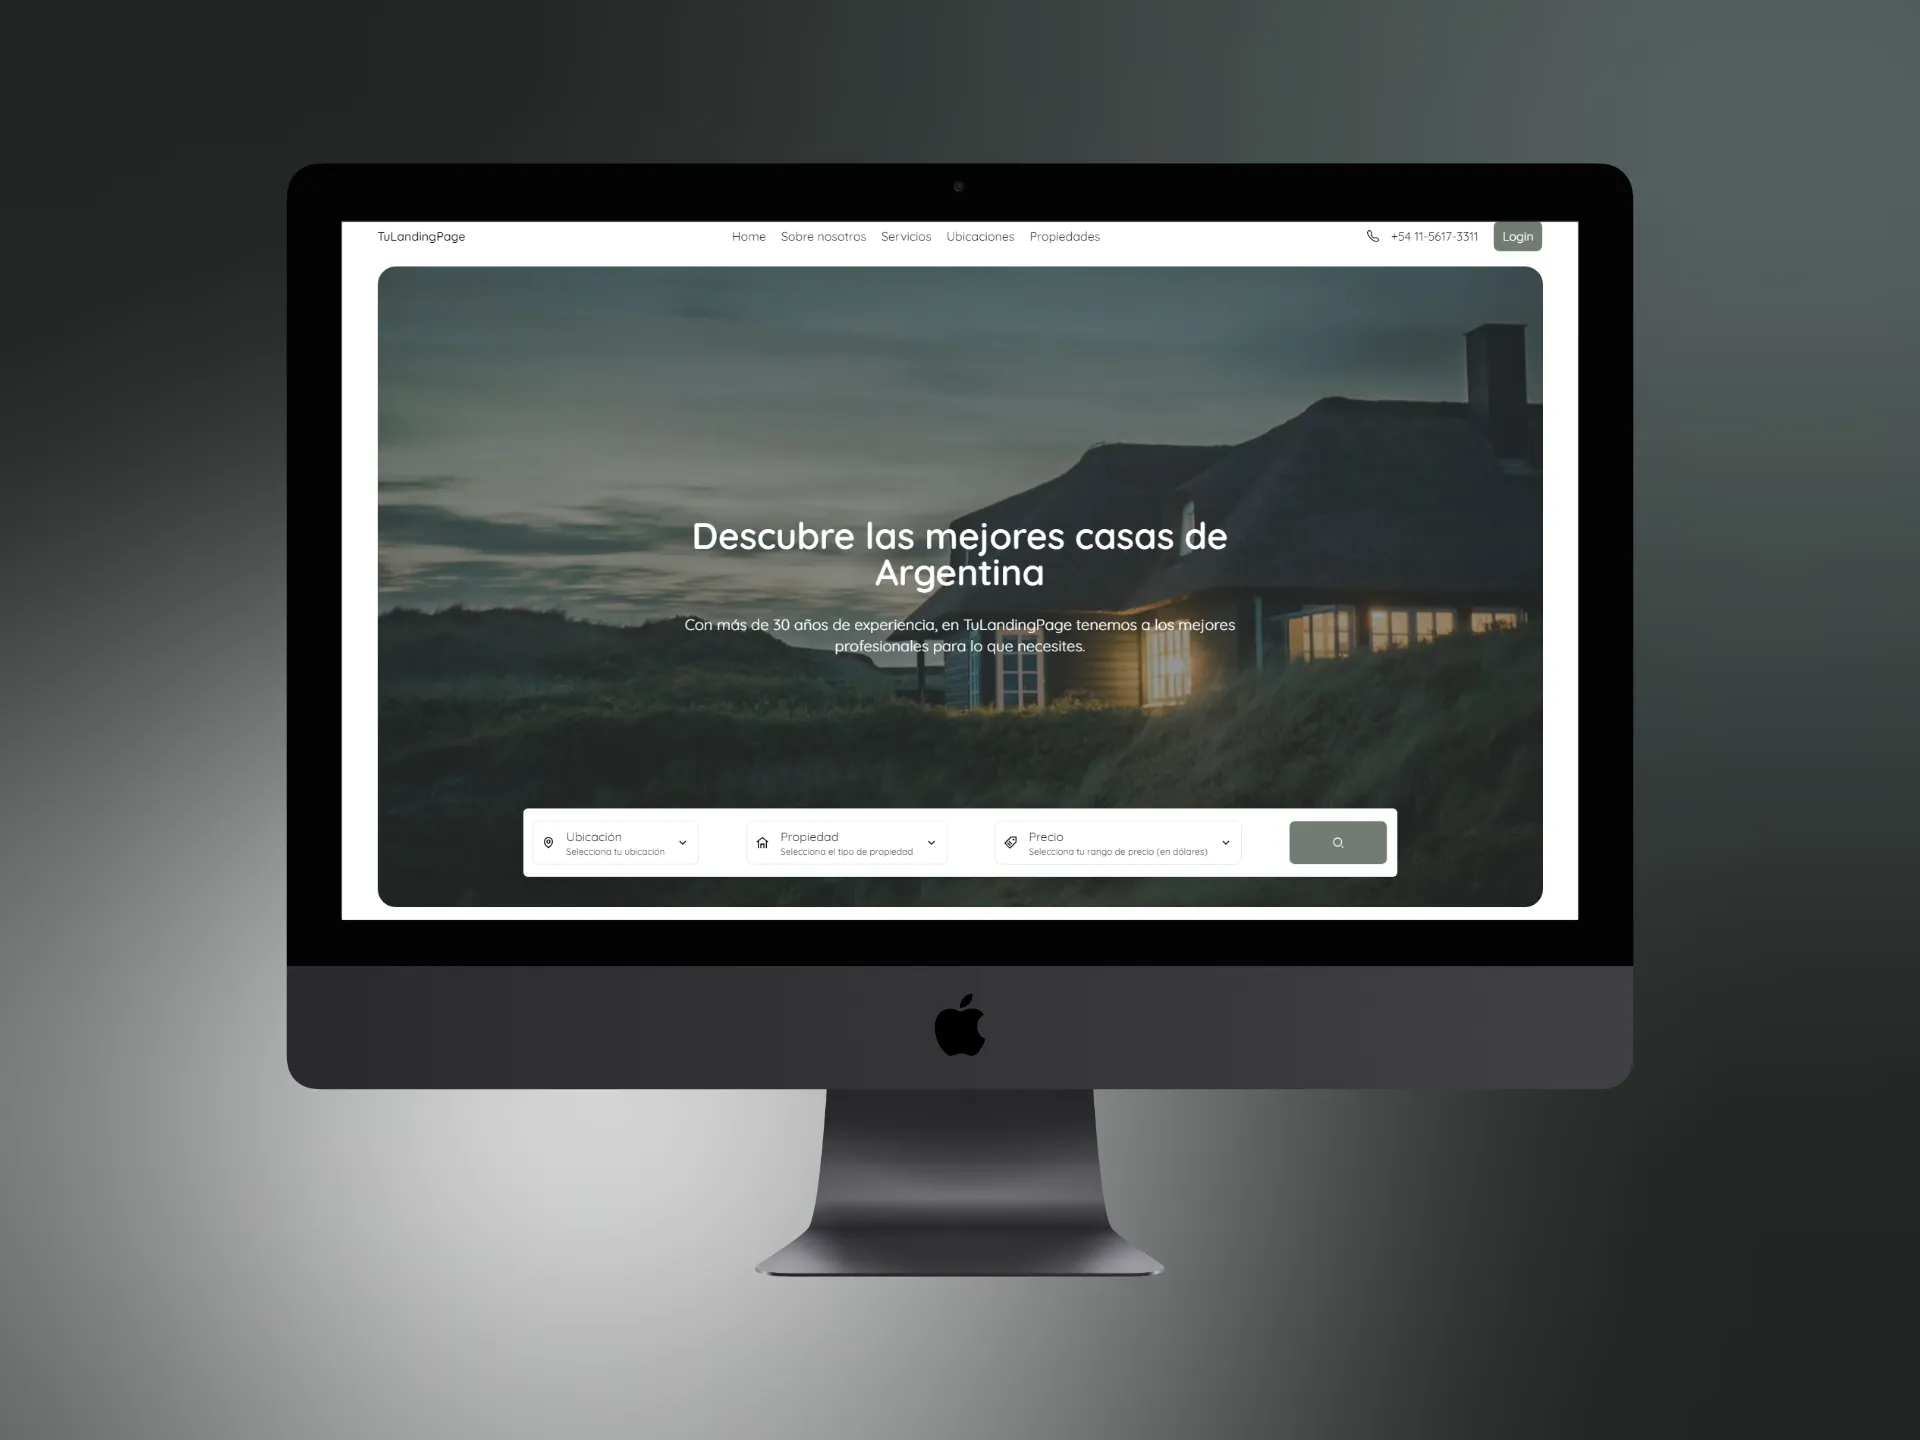 TuLandingPage
Home Sobre nosotros Servicios Ubicaciones Propiedades
+54 11-5617-3311
Login
Descubre las mejores casas de
Argentina
Con más de 30 años de experiencia, en TuLandingPage tenemos a los mejores
profesionales para lo que necesites.
Ubicación
Selecciona tu ubicación
Propiedad
Selecciona el tipo de propiedad
Precio
Selecciona tu rango de precio (en dólares)